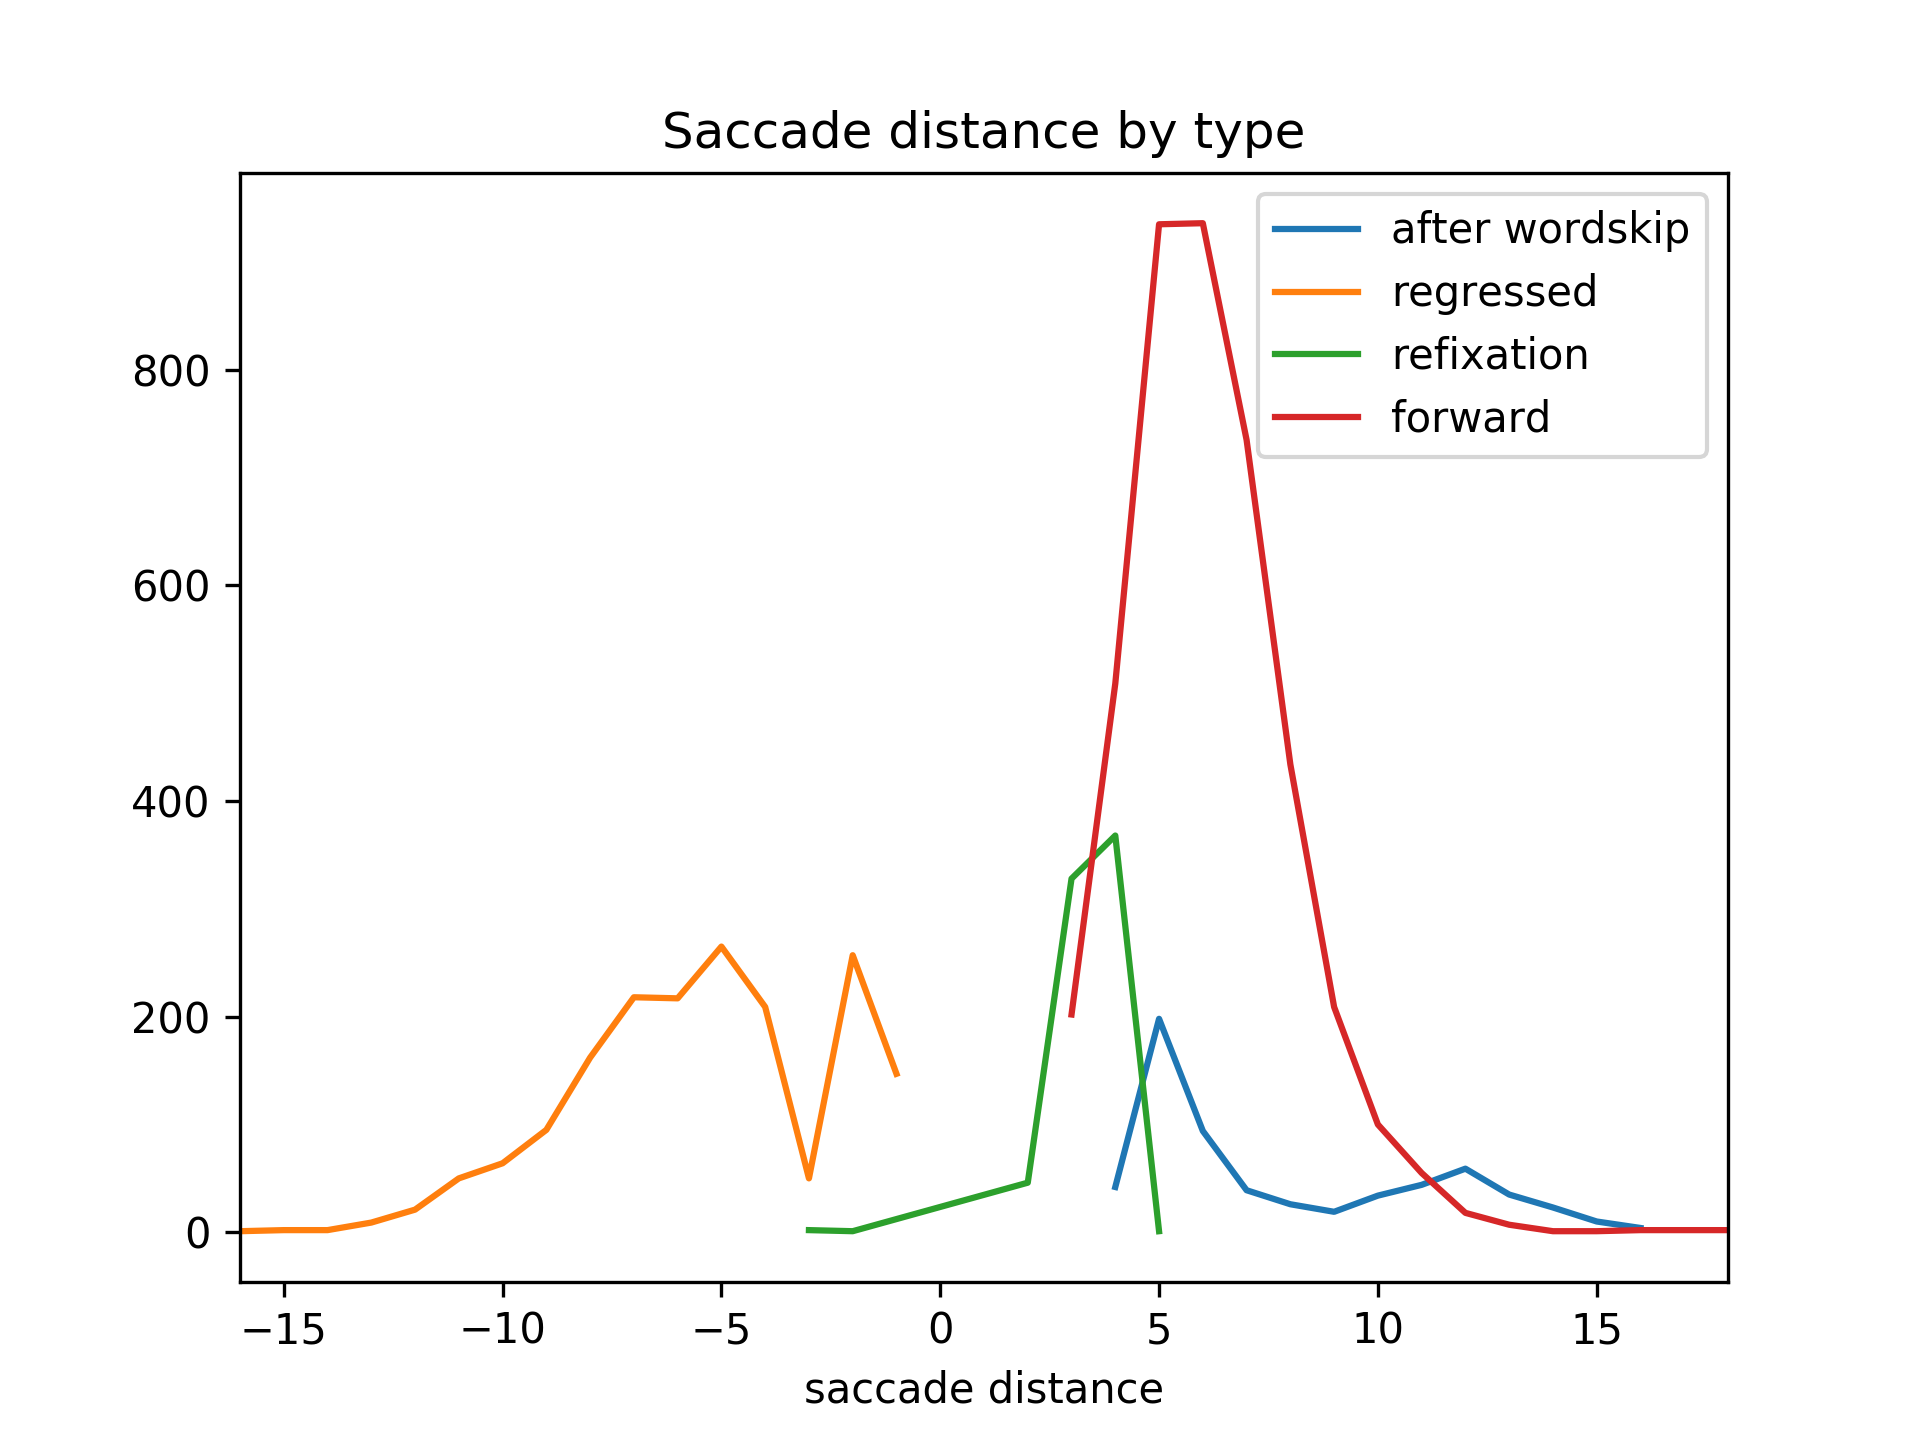 Saccade distance by type
after wordskip
regressed
refixation
forward
800
600
400
200
0
−15 −10 −5 0 5 10 15
saccade distance